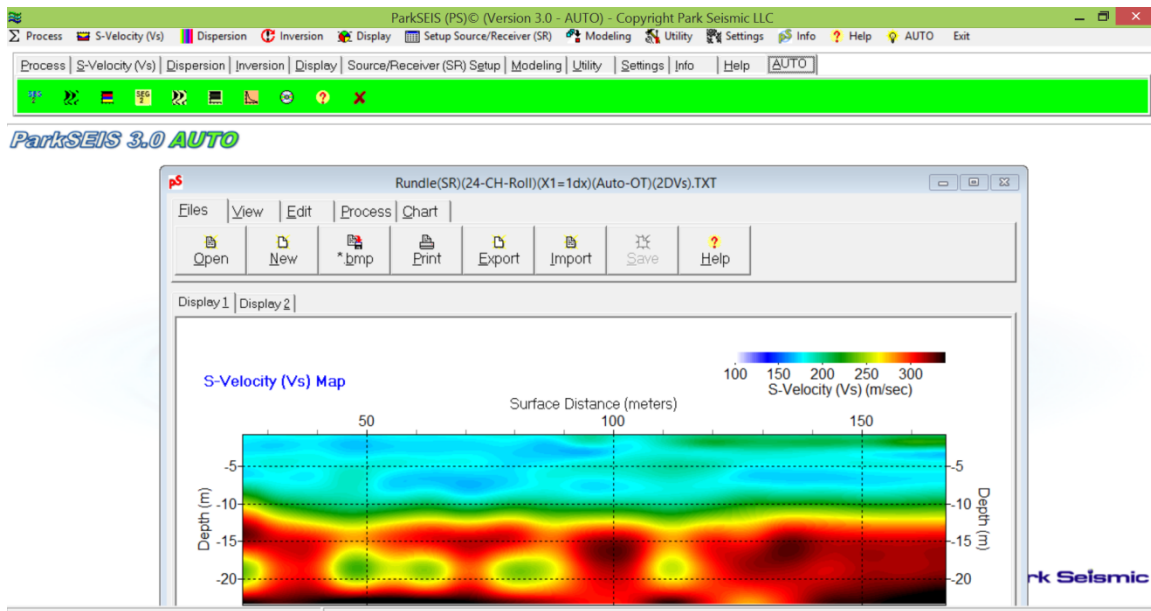 ParkSEIS (PS)© (Version 3.0 - AUTO) - Copyright Park Seismic LLC
Σ Process S-Velocity (Vs) Dispersion Inversion Display Setup Source/Receiver (SR) Modeling Utility Settings Info ? Help AUTO Exit
Process S-Velocity (Vs) Dispersion Inversion Display Source/Receiver (SR) Setup Modeling Utility Settings Info Help AUTO
SEG 2 ?
ParkSEIS 3.0 AUTO
pS Rundle(SR)(24-CH-Roll)(X1=1dx)(Auto-OT)(2DVs).TXT
Files View Edit Process Chart
?
Open New *.bmp Print Export Import Save Help
Display 1 Display 2
S-Velocity (Vs) Map
100 150 200 250 300
S-Velocity (Vs) (m/sec)
Surface Distance (meters)
50 100 150
-5 -5
-10 -10
-15 -15
-20 -20
Depth (m)
Depth (m)
rk Seismic